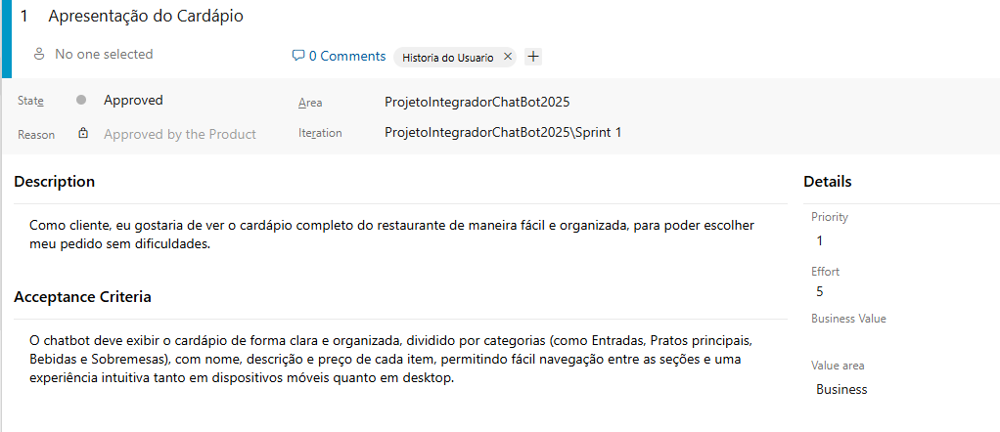 1 Apresentação do Cardápio
No one selected
0 Comments
Historia do Usuario
State
Approved
Area
ProjetoIntegradorChatBot2025
Reason
Approved by the Product
Iteration
ProjetoIntegradorChatBot2025\Sprint 1
Description
Como cliente, eu gostaria de ver o cardápio completo do restaurante de maneira fácil e organizada, para poder escolher
meu pedido sem dificuldades.
Acceptance Criteria
O chatbot deve exibir o cardápio de forma clara e organizada, dividido por categorias (como Entradas, Pratos principais,
Bebidas e Sobremesas), com nome, descrição e preço de cada item, permitindo fácil navegação entre as seções e uma
experiência intuitiva tanto em dispositivos móveis quanto em desktop.
Details
Priority
1
Effort
5
Business Value
Value area
Business